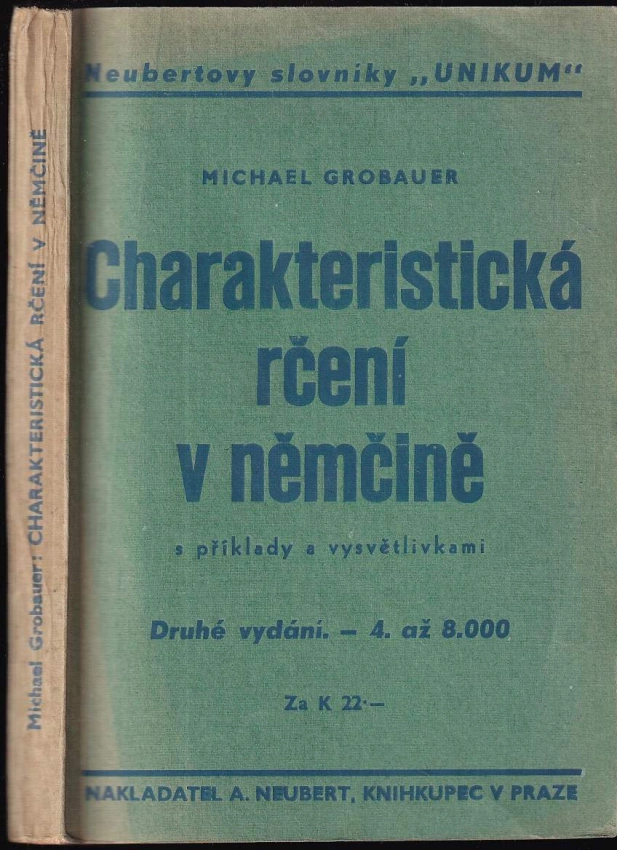 Michael Grobauer: CHARAKTERISTICKÁ RČENÍ V NĚMČINĚ
Neubertovy slovníky „UNIKUM“
MICHAEL GROBAUER
Charakteristická
rčení
v němčině
s příklady a vysvětlivkami
Druhé vydání. – 4. až 8.000
Za K 22·–
NAKLADATEL A. NEUBERT, KNIHKUPEC V PRAZE